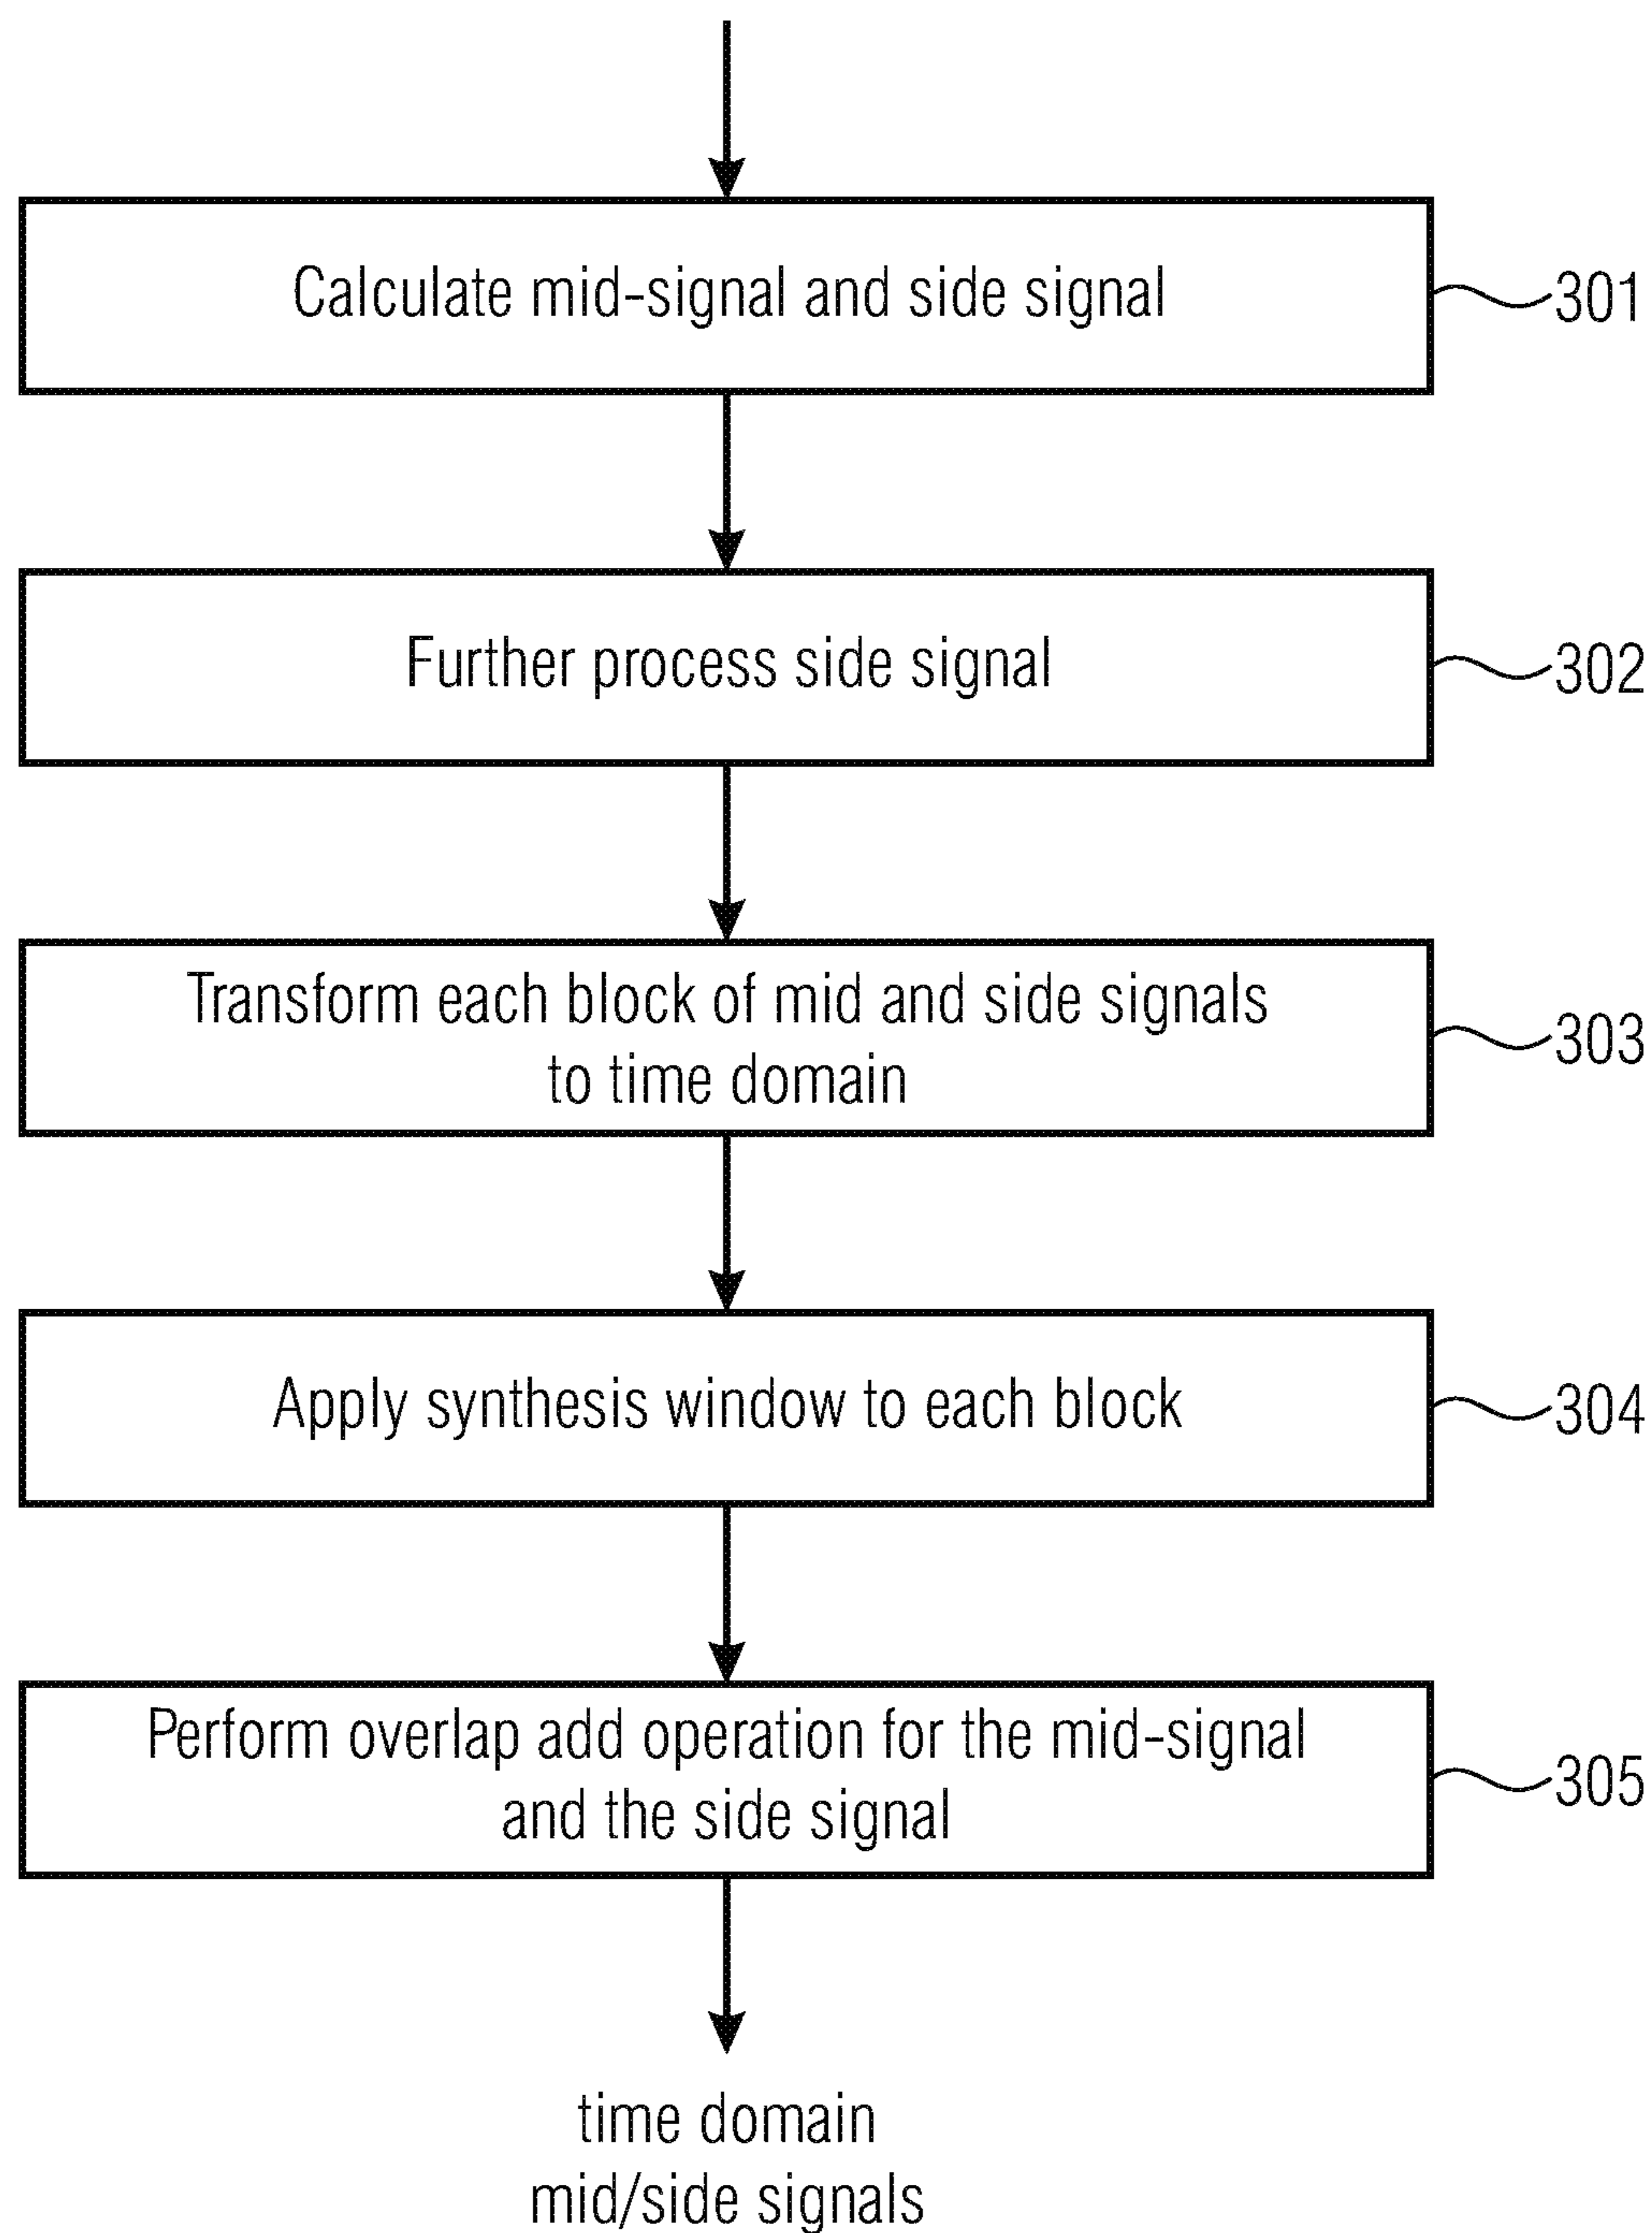 Calculate mid-signal and side signal
301
Further process side signal
302
Transform each block of mid and side signals
to time domain
303
Apply synthesis window to each block
304
Perform overlap add operation for the mid-signal
and the side signal
305
time domain
mid/side signals